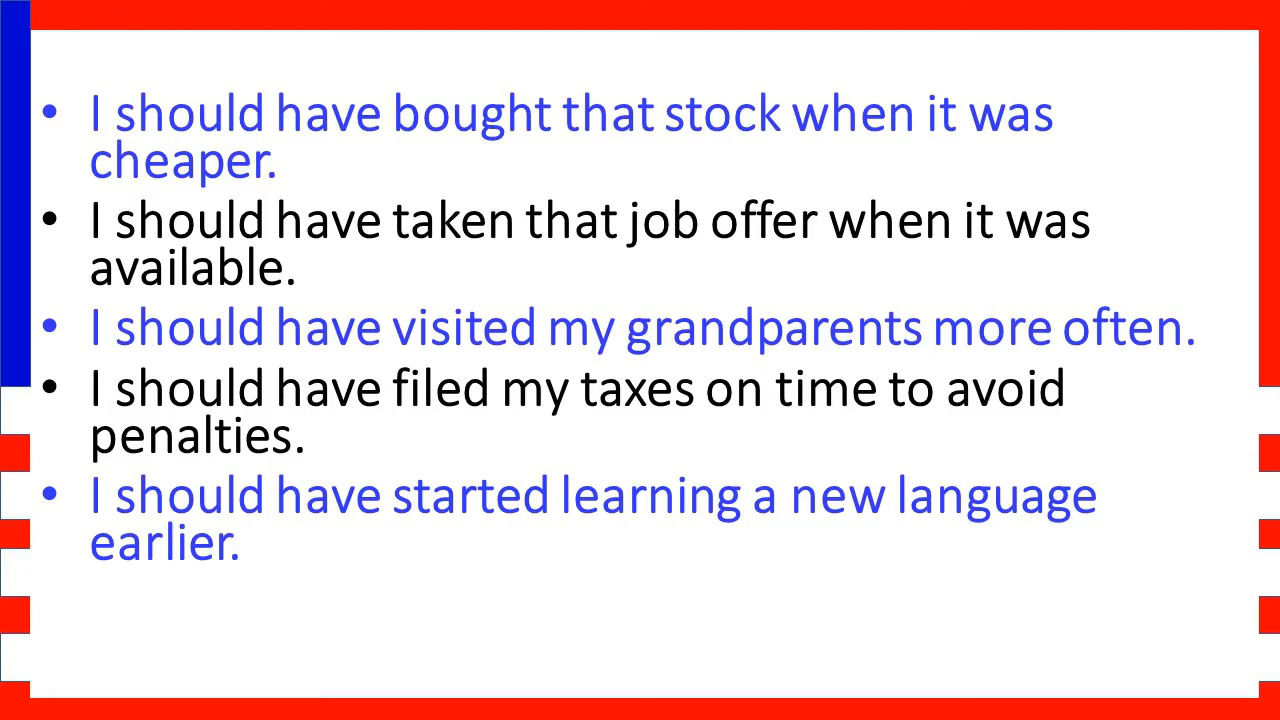 • I should have bought that stock when it was
cheaper.
• I should have taken that job offer when it was
available.
• I should have visited my grandparents more often.
• I should have filed my taxes on time to avoid
penalties.
• I should have started learning a new language
earlier.